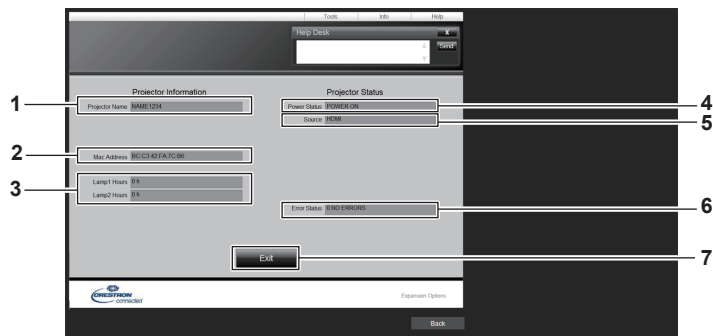 Tools Info Help
Help Desk X
Send
Projector Information Projector Status
1 Projector Name NAME1234 Power Status POWER ON 4
Source HDMI 5
2 Mac Address BC:C3:42:FA:7C:B6
3 Lamp1 Hours 0 h
Lamp2 Hours 0 h
Error Status 0:NO ERRORS 6
Exit 7
CRESTRON connected Expansion Options
Back